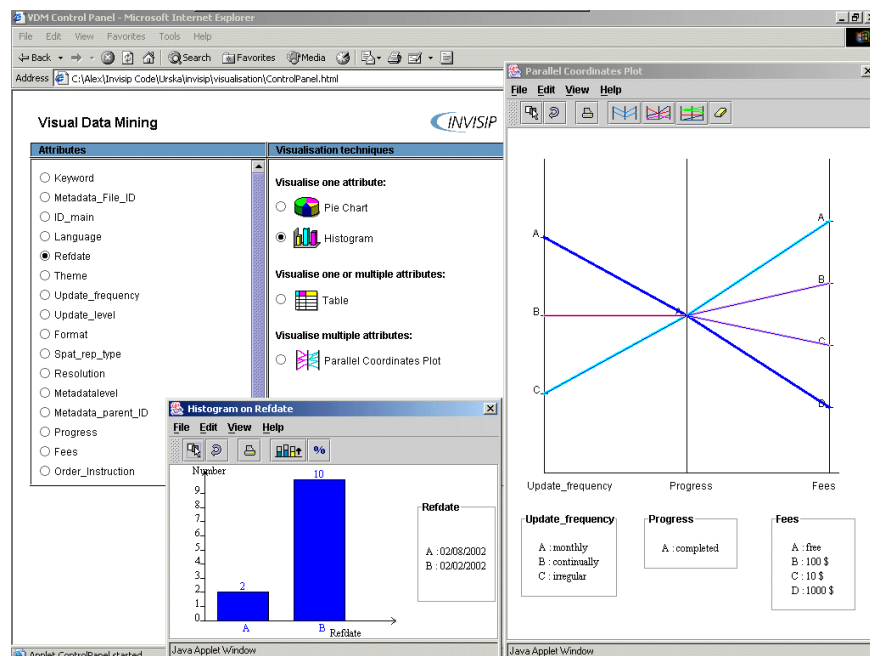 VDM Control Panel - Microsoft Internet Explorer
File Edit View Favorites Tools Help
Back Search Favorites Media
Address C:\Alex\Invisip Code\Urska\invisip\visualisation\ControlPanel.html
Visual Data Mining
INVISIP
Attributes
Keyword
Metadata_File_ID
ID_main
Language
Refdate
Theme
Update_frequency
Update_level
Format
Spat_rep_type
Resolution
Metadatalevel
Metadata_parent_ID
Progress
Fees
Order_Instruction
Visualisation techniques
Visualise one attribute:
Pie Chart
Histogram
Visualise one or multiple attributes:
Table
Visualise multiple attributes:
Parallel Coordinates Plot
Applet ControlPanel started
Histogram on Refdate
File Edit View Help
%
Number
10
9
8
7
6
5
4
3
2
2
1
0
A B
Refdate
Refdate
A : 02/08/2002
B : 02/02/2002
Java Applet Window
Parallel Coordinates Plot
File Edit View Help
A A
B
B A
C
C
D
Update_frequency Progress Fees
Update_frequency
A : monthly
B : continually
C : irregular
Progress
A : completed
Fees
A : free
B : 100 $
C : 10 $
D : 1000 $
Java Applet Window